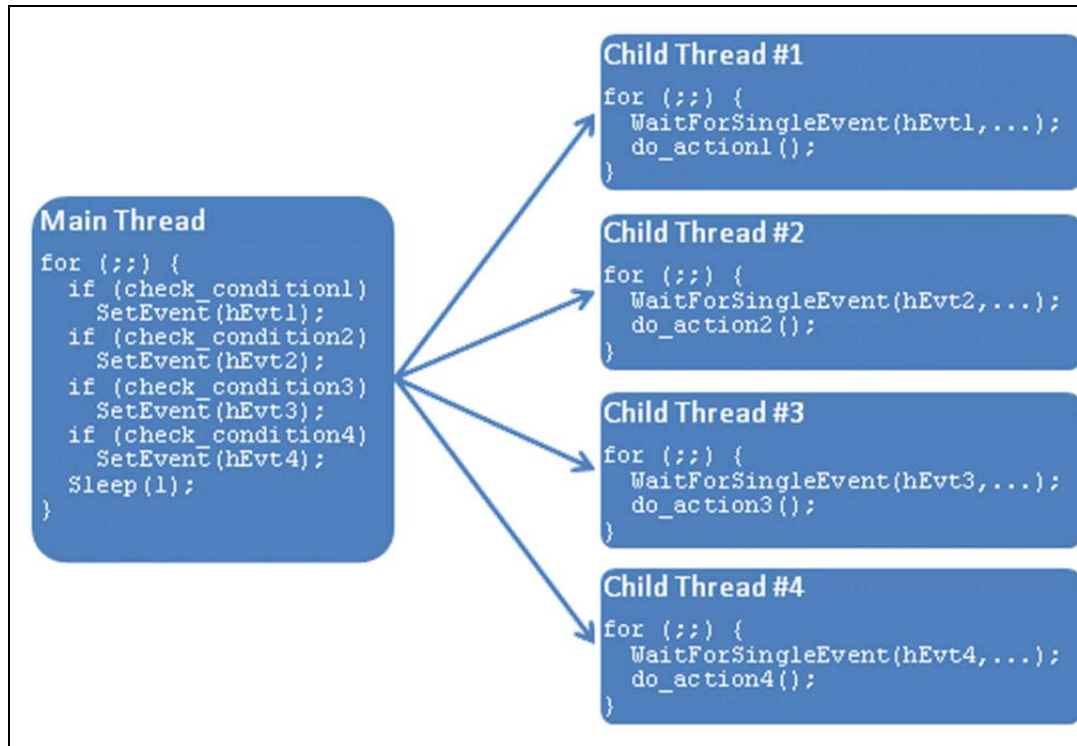 Main Thread
for (;;) {
  if (check_condition1)
    SetEvent(hEvt1);
  if (check_condition2)
    SetEvent(hEvt2);
  if (check_condition3)
    SetEvent(hEvt3);
  if (check_condition4)
    SetEvent(hEvt4);
  Sleep(1);
}
Child Thread #1
for (;;) {
  WaitForSingleEvent(hEvt1,...);
  do_action1();
}
Child Thread #2
for (;;) {
  WaitForSingleEvent(hEvt2,...);
  do_action2();
}
Child Thread #3
for (;;) {
  WaitForSingleEvent(hEvt3,...);
  do_action3();
}
Child Thread #4
for (;;) {
  WaitForSingleEvent(hEvt4,...);
  do_action4();
}